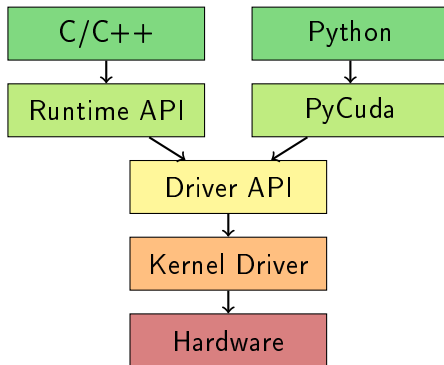 C/C++
Python
Runtime API
PyCuda
Driver API
Kernel Driver
Hardware